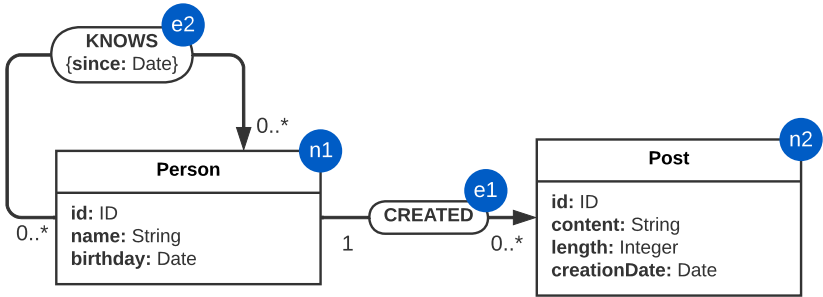 e2
KNOWS
{since: Date}
0..*
n1
Person
id: ID
name: String
birthday: Date
0..*
e1
CREATED
1
0..*
n2
Post
id: ID
content: String
length: Integer
creationDate: Date